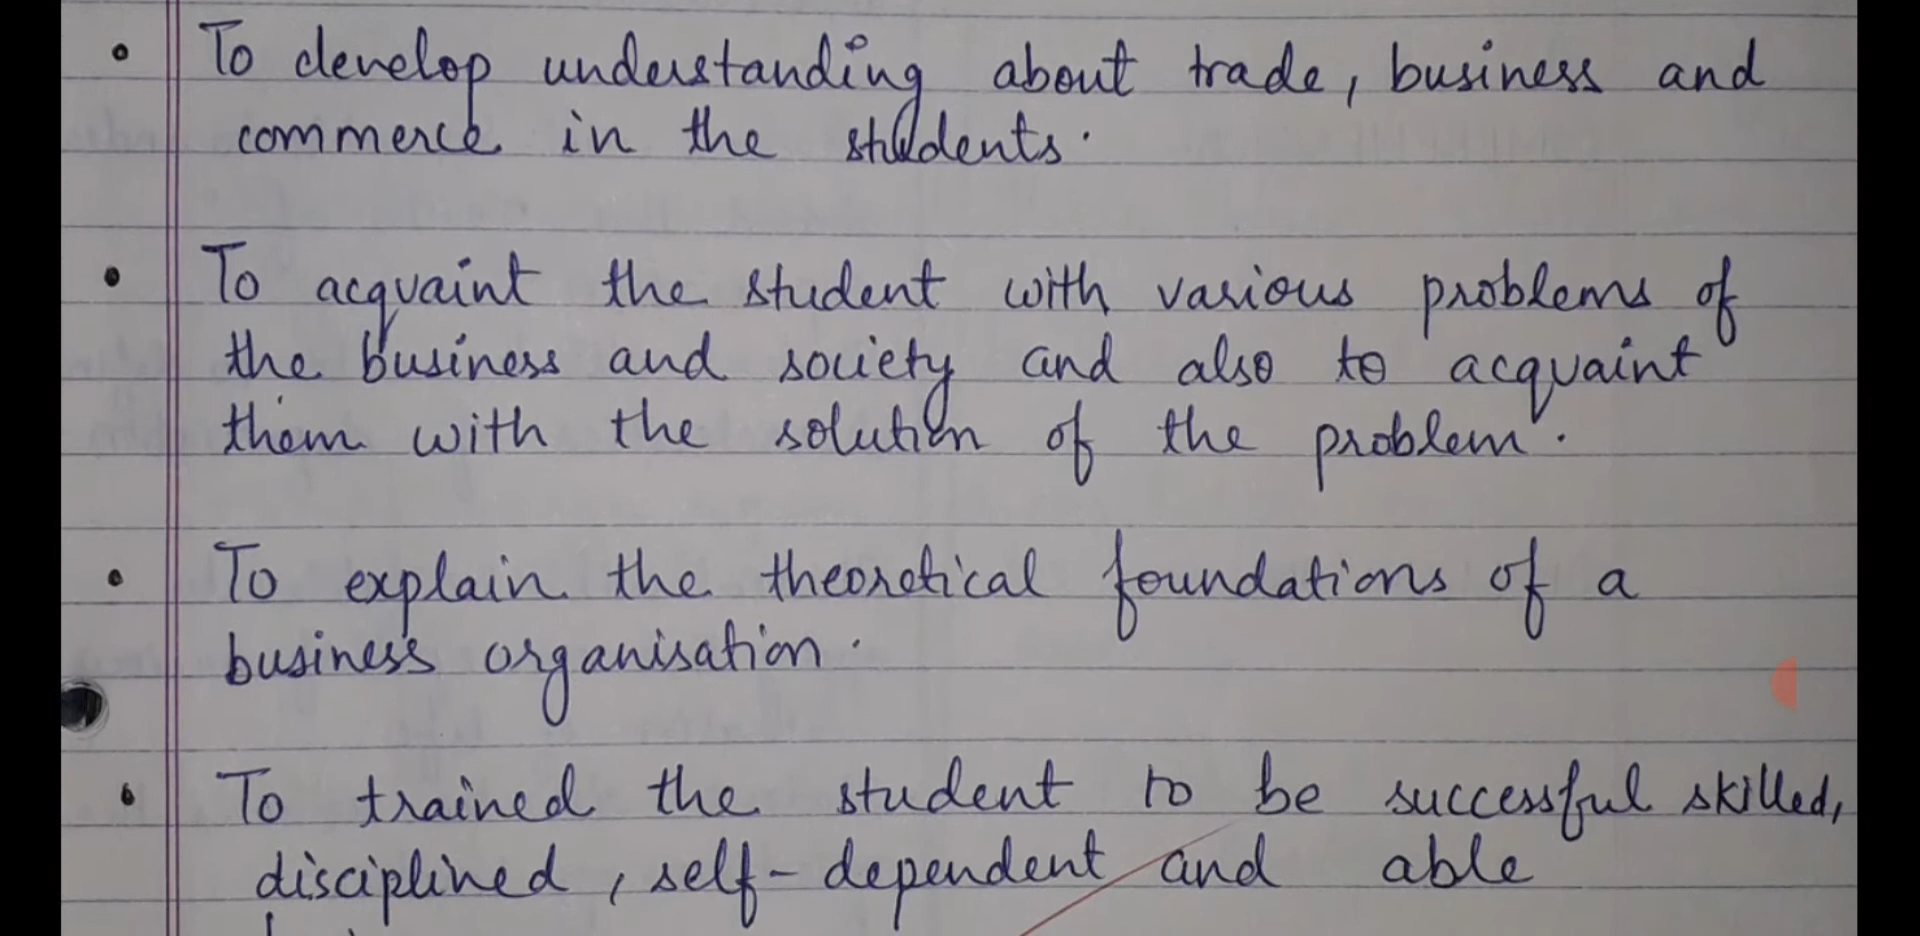 • To develop understanding about trade, business and
commerce in the students.
• To acquaint the student with various problems of
the business and society and also to acquaint
them with the solution of the problem.
• To explain the theoretical foundations of a
business organisation.
• To trained the student to be successful skilled,
disciplined, self-dependent and able